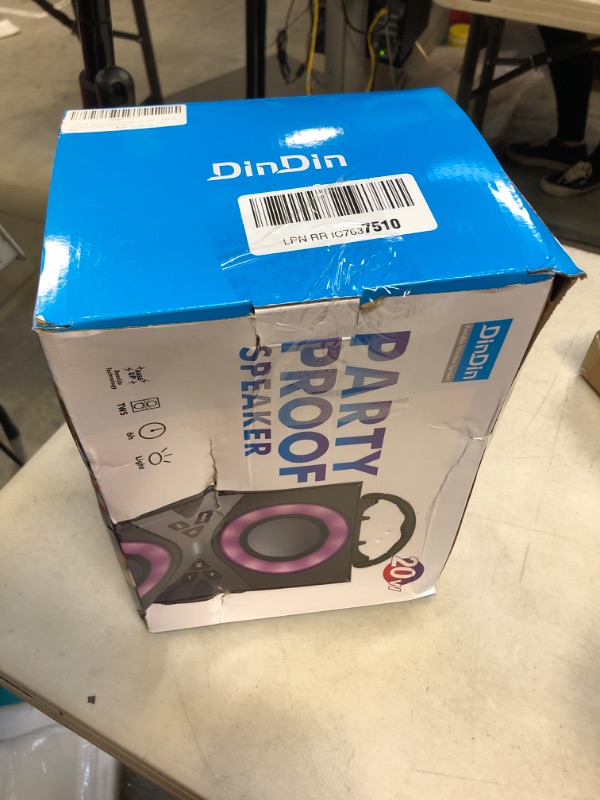 DinDin
LPN RR IC7637510
DinDin
PARTY
PROOF
SPEAKER
TWS
6h
Light
20W